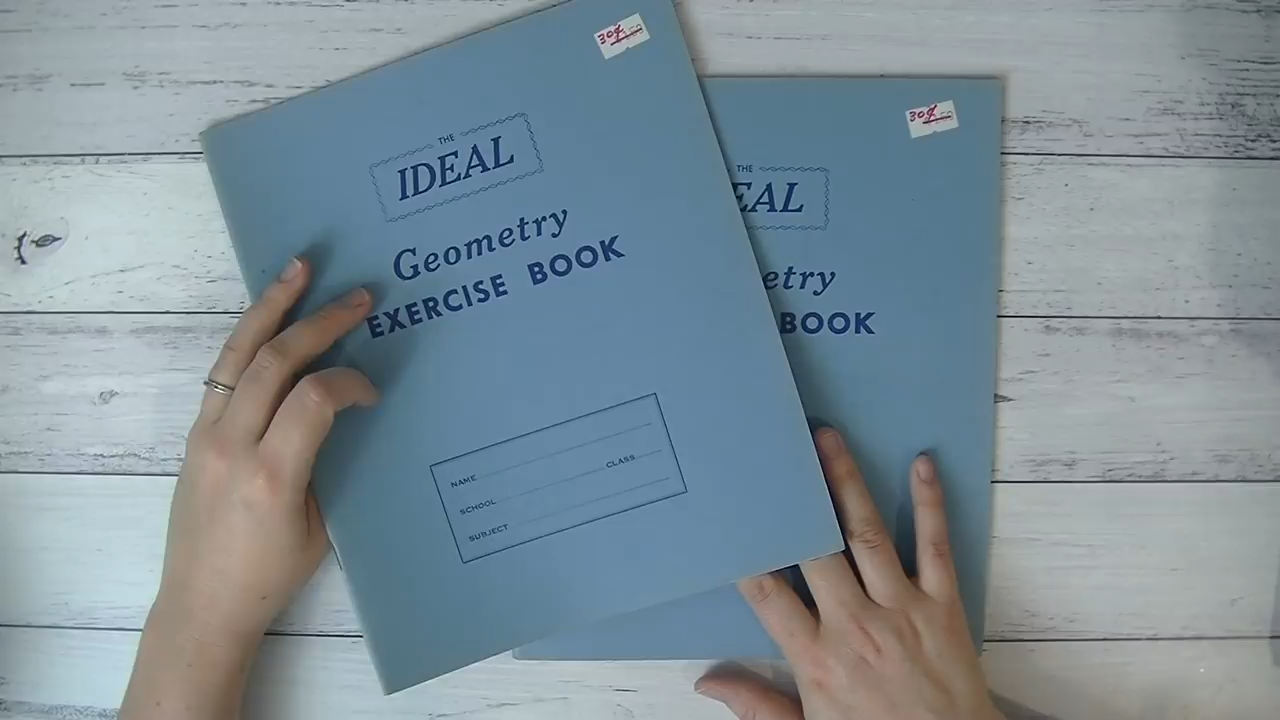 30¢
THE
IDEAL
Geometry
EXERCISE BOOK
NAME
SCHOOL CLASS
SUBJECT
30¢
THE
EAL
etry
BOOK